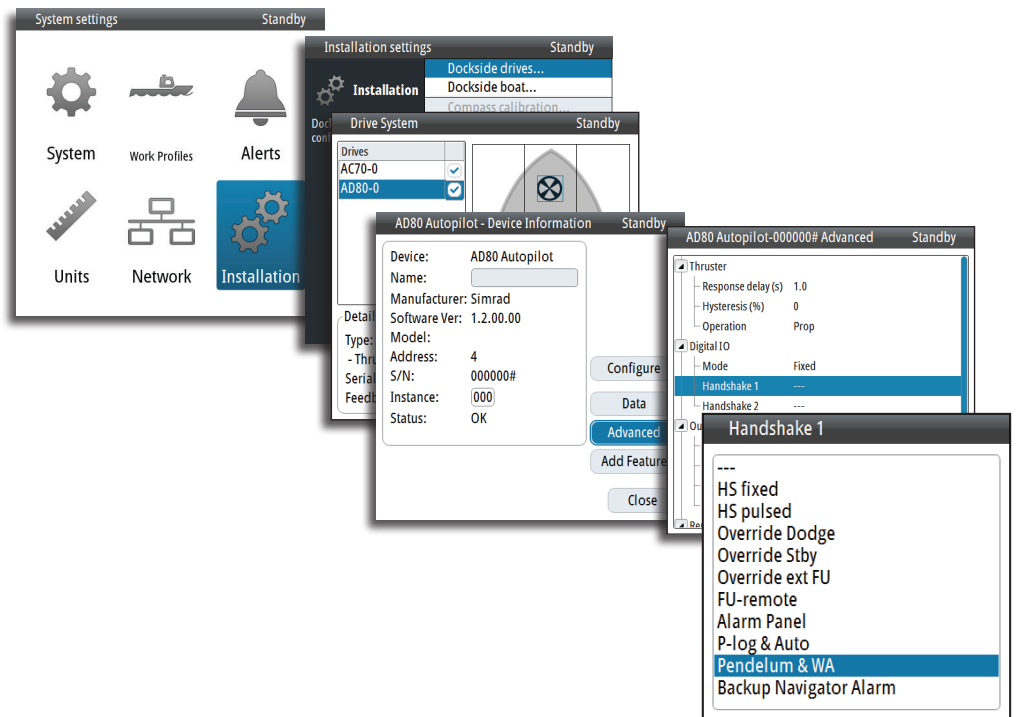 System settings Standby
System Work Profiles Alerts
Units Network Installation
Installation settings Standby
Installation
Dockside drives...
Dockside boat...
Compass calibration...
Drive System Standby
Drives
AC70-0
AD80-0
Type:
- Thru
Serial
AD80 Autopilot - Device Information Standby
Device: AD80 Autopilot
Name:
Manufacturer: Simrad
Software Ver: 1.2.00.00
Model:
Address: 4
S/N: 000000#
Instance: 000
Status: OK
Configure
Data
Advanced
Add Feature
Close
AD80 Autopilot-000000# Advanced Standby
Thruster
Response delay (s) 1.0
Hysteresis (%) 0
Operation Prop
Digital IO
Mode Fixed
Handshake 1 ---
Handshake 2 ---
Handshake 1
---
HS fixed
HS pulsed
Override Dodge
Override Stby
Override ext FU
FU-remote
Alarm Panel
P-log & Auto
Pendelum & WA
Backup Navigator Alarm